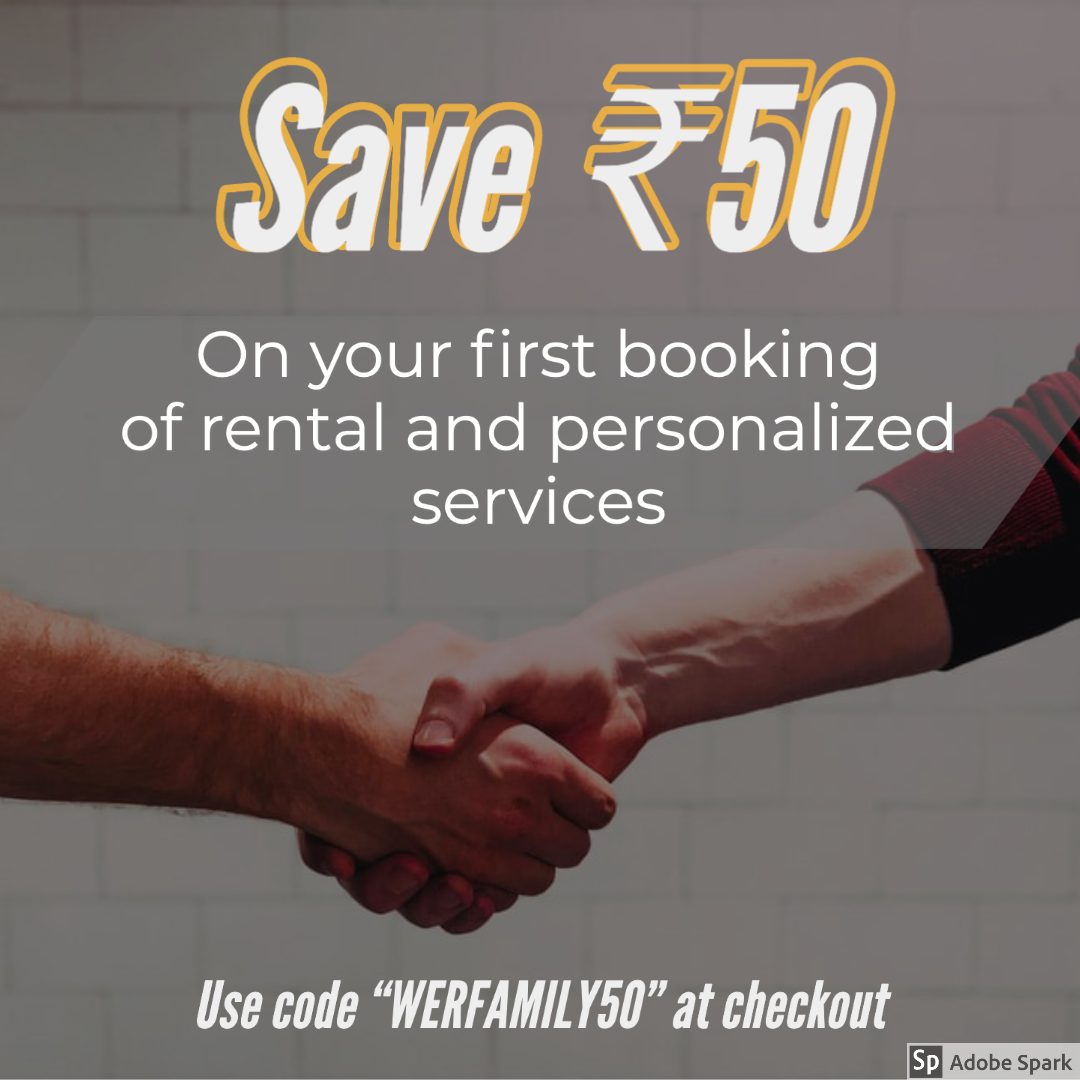 Save ₹50
On your first booking
of rental and personalized
services
Use code “WERFAMILY50” at checkout
Sp Adobe Spark